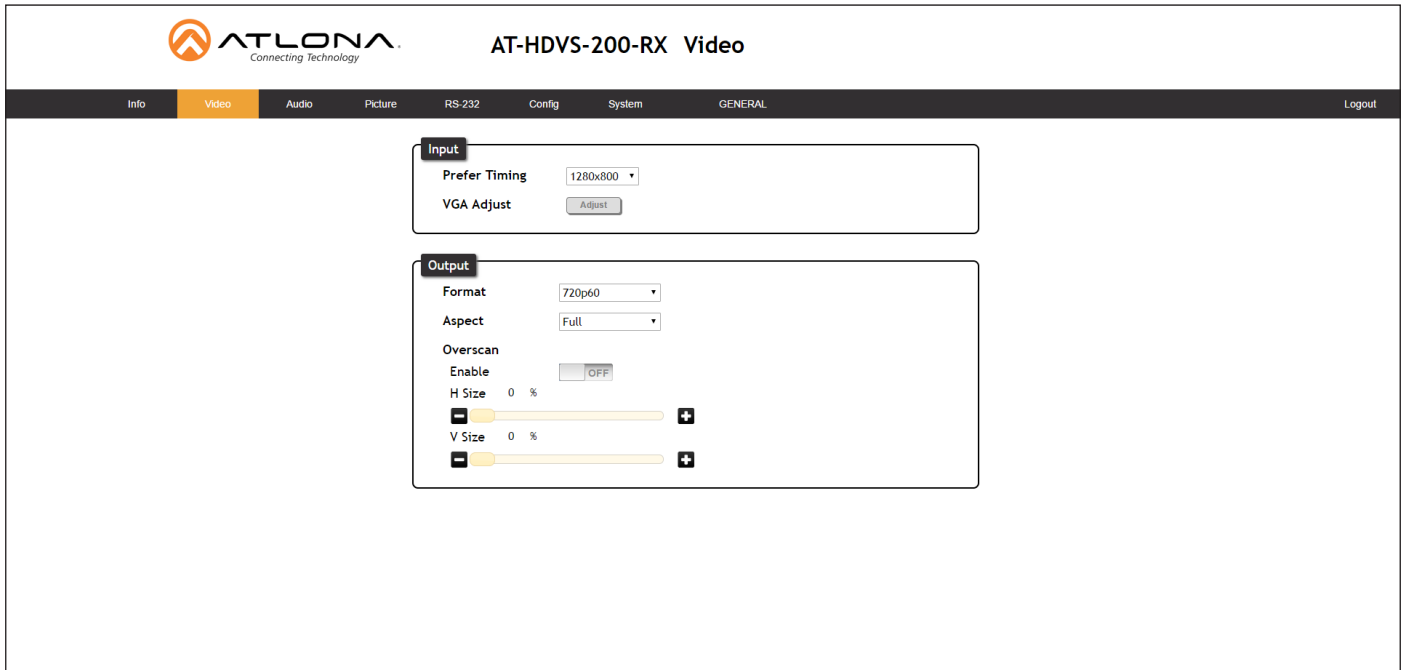 ATLONA.
Connecting Technology
AT-HDVS-200-RX Video
Info Video Audio Picture RS-232 Config System GENERAL Logout
Input
Prefer Timing 1280x800
VGA Adjust Adjust
Output
Format 720p60
Aspect Full
Overscan
Enable OFF
H Size 0 %
V Size 0 %